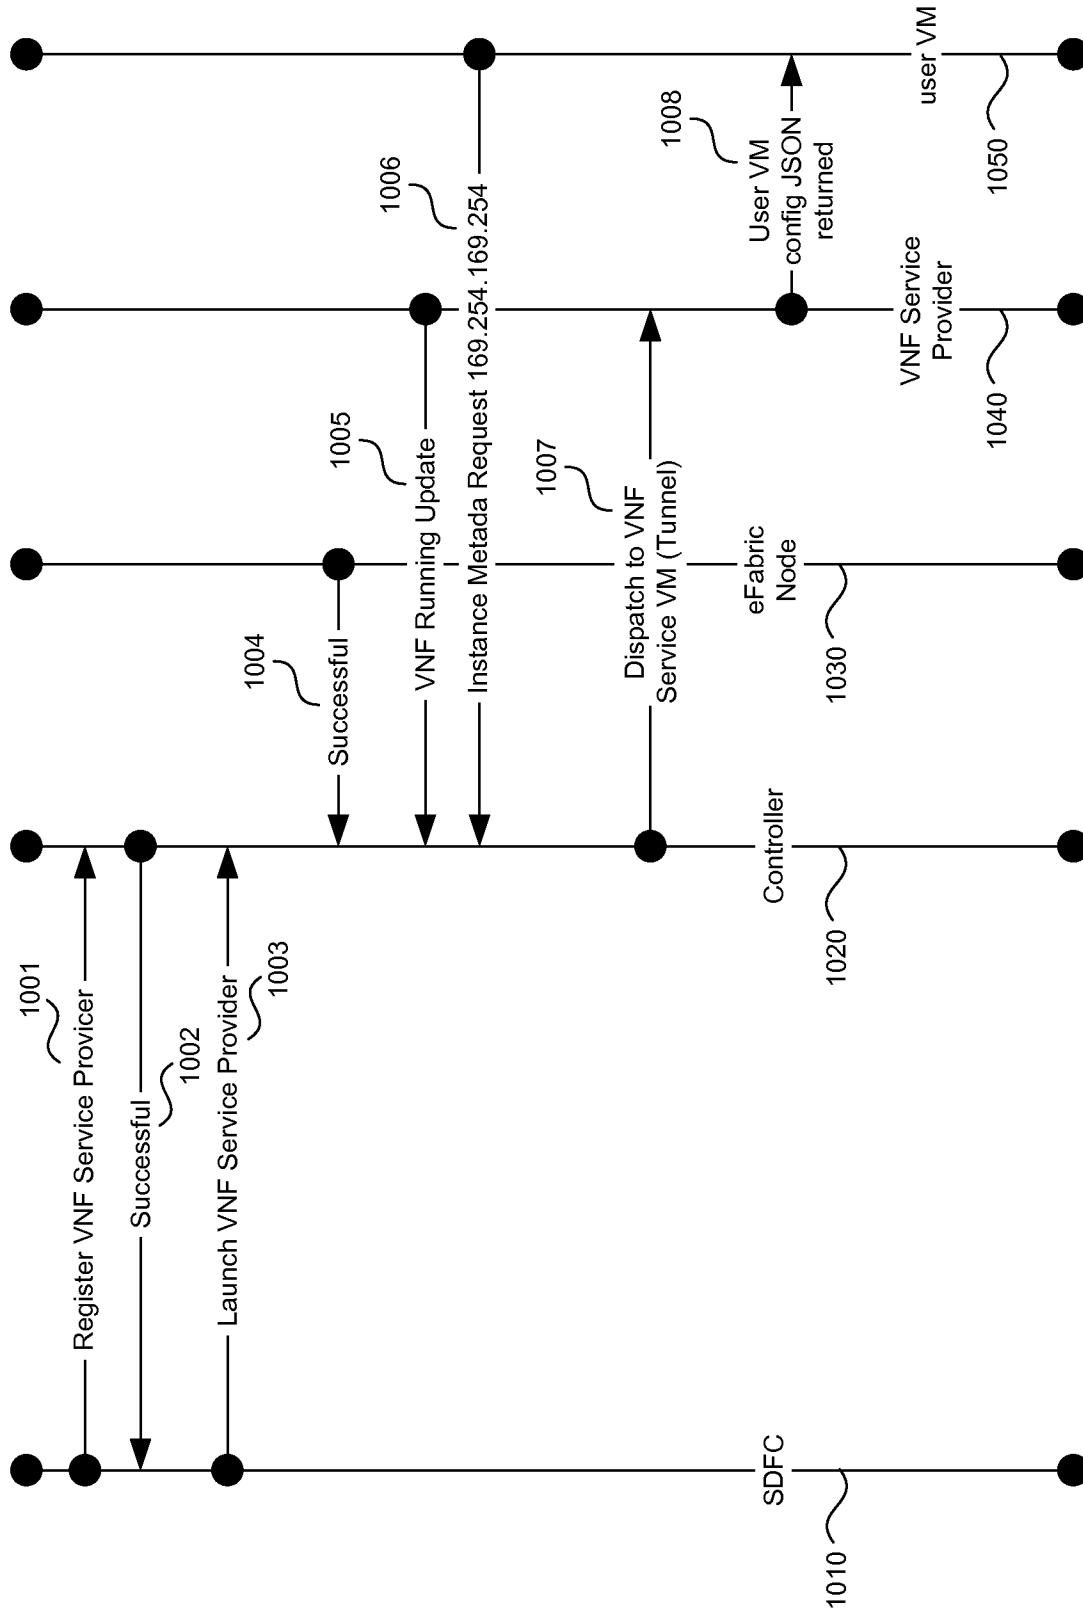 1001
Register VNF Service Provicer
Successful
1002
Launch VNF Service Provider
1003
1004
Successful
1005
VNF Running Update
1006
Instance Metada Request 169.254.169.254
1007
Dispatch to VNF
Service VM (Tunnel)
1008
User VM
config JSON
returned
SDFC
1010
Controller
1020
eFabric
Node
1030
VNF Service
Provider
1040
user VM
1050